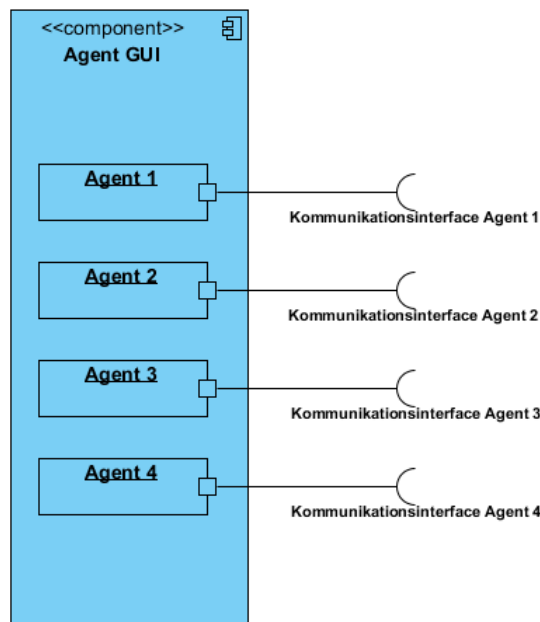 <<component>>
Agent GUI
Agent 1
Kommunikationsinterface Agent 1
Agent 2
Kommunikationsinterface Agent 2
Agent 3
Kommunikationsinterface Agent 3
Agent 4
Kommunikationsinterface Agent 4